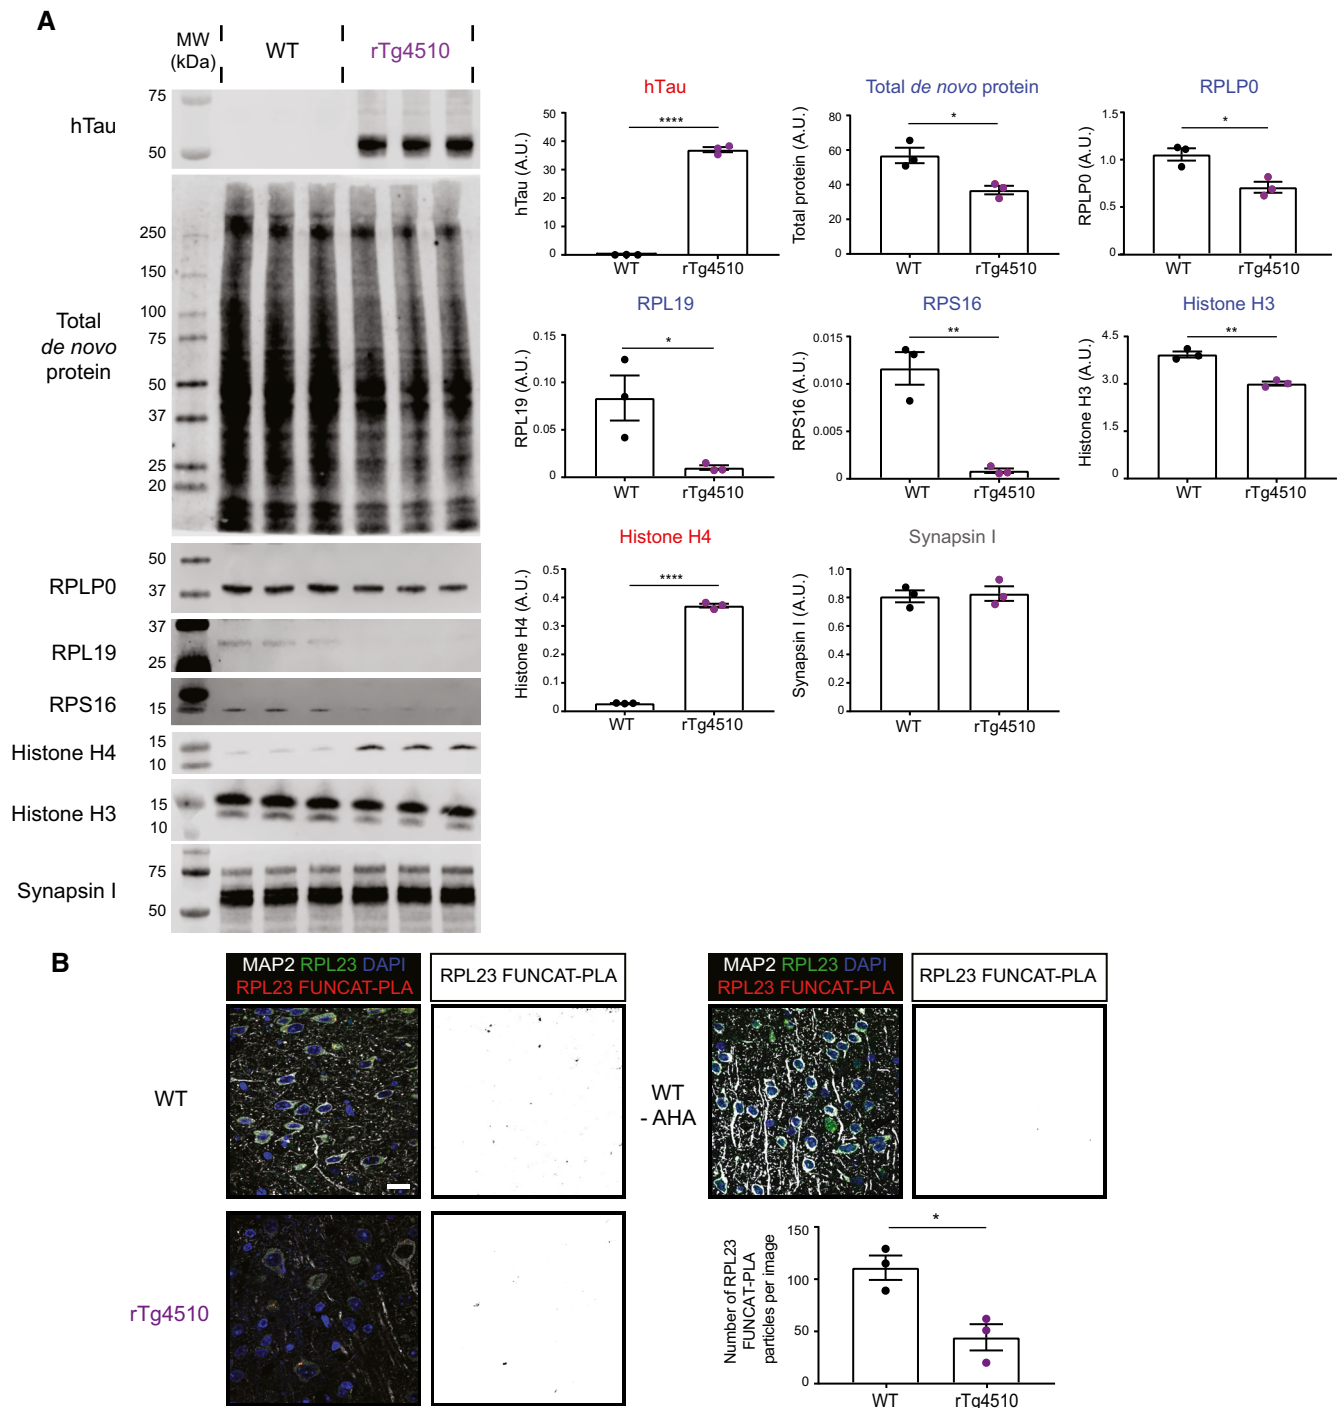 A
MW
(kDa)
WT
rTg4510
hTau
75
50
Total
de novo
protein
250
150
100
75
50
37
25
20
RPLP0
50
37
RPL19
37
25
RPS16
15
Histone H4
15
10
Histone H3
15
10
Synapsin I
75
50
hTau
hTau (A.U.)
50
40
30
20
10
0
****
WT
rTg4510
Total de novo protein
Total protein (A.U.)
80
60
40
20
0
*
WT
rTg4510
RPLP0
RPLP0 (A.U.)
1.5
1.0
0.5
0
*
WT
rTg4510
RPL19
RPL19 (A.U.)
0.15
0.10
0.05
0
*
WT
rTg4510
RPS16
RPS16 (A.U.)
0.015
0.010
0.005
0
**
WT
rTg4510
Histone H3
Histone H3 (A.U.)
4.5
3.0
1.5
0
**
WT
rTg4510
Histone H4
Histone H4 (A.U.)
0.5
0.4
0.3
0.2
0.1
0
****
WT
rTg4510
Synapsin I
Synapsin I (A.U.)
1.0
0.8
0.6
0.4
0.2
0
WT
rTg4510
B
MAP2 RPL23 DAPI
RPL23 FUNCAT-PLA
RPL23 FUNCAT-PLA
WT
MAP2 RPL23 DAPI
RPL23 FUNCAT-PLA
RPL23 FUNCAT-PLA
WT
- AHA
rTg4510
Number of RPL23
FUNCAT-PLA
particles per image
150
100
50
0
*
WT
rTg4510